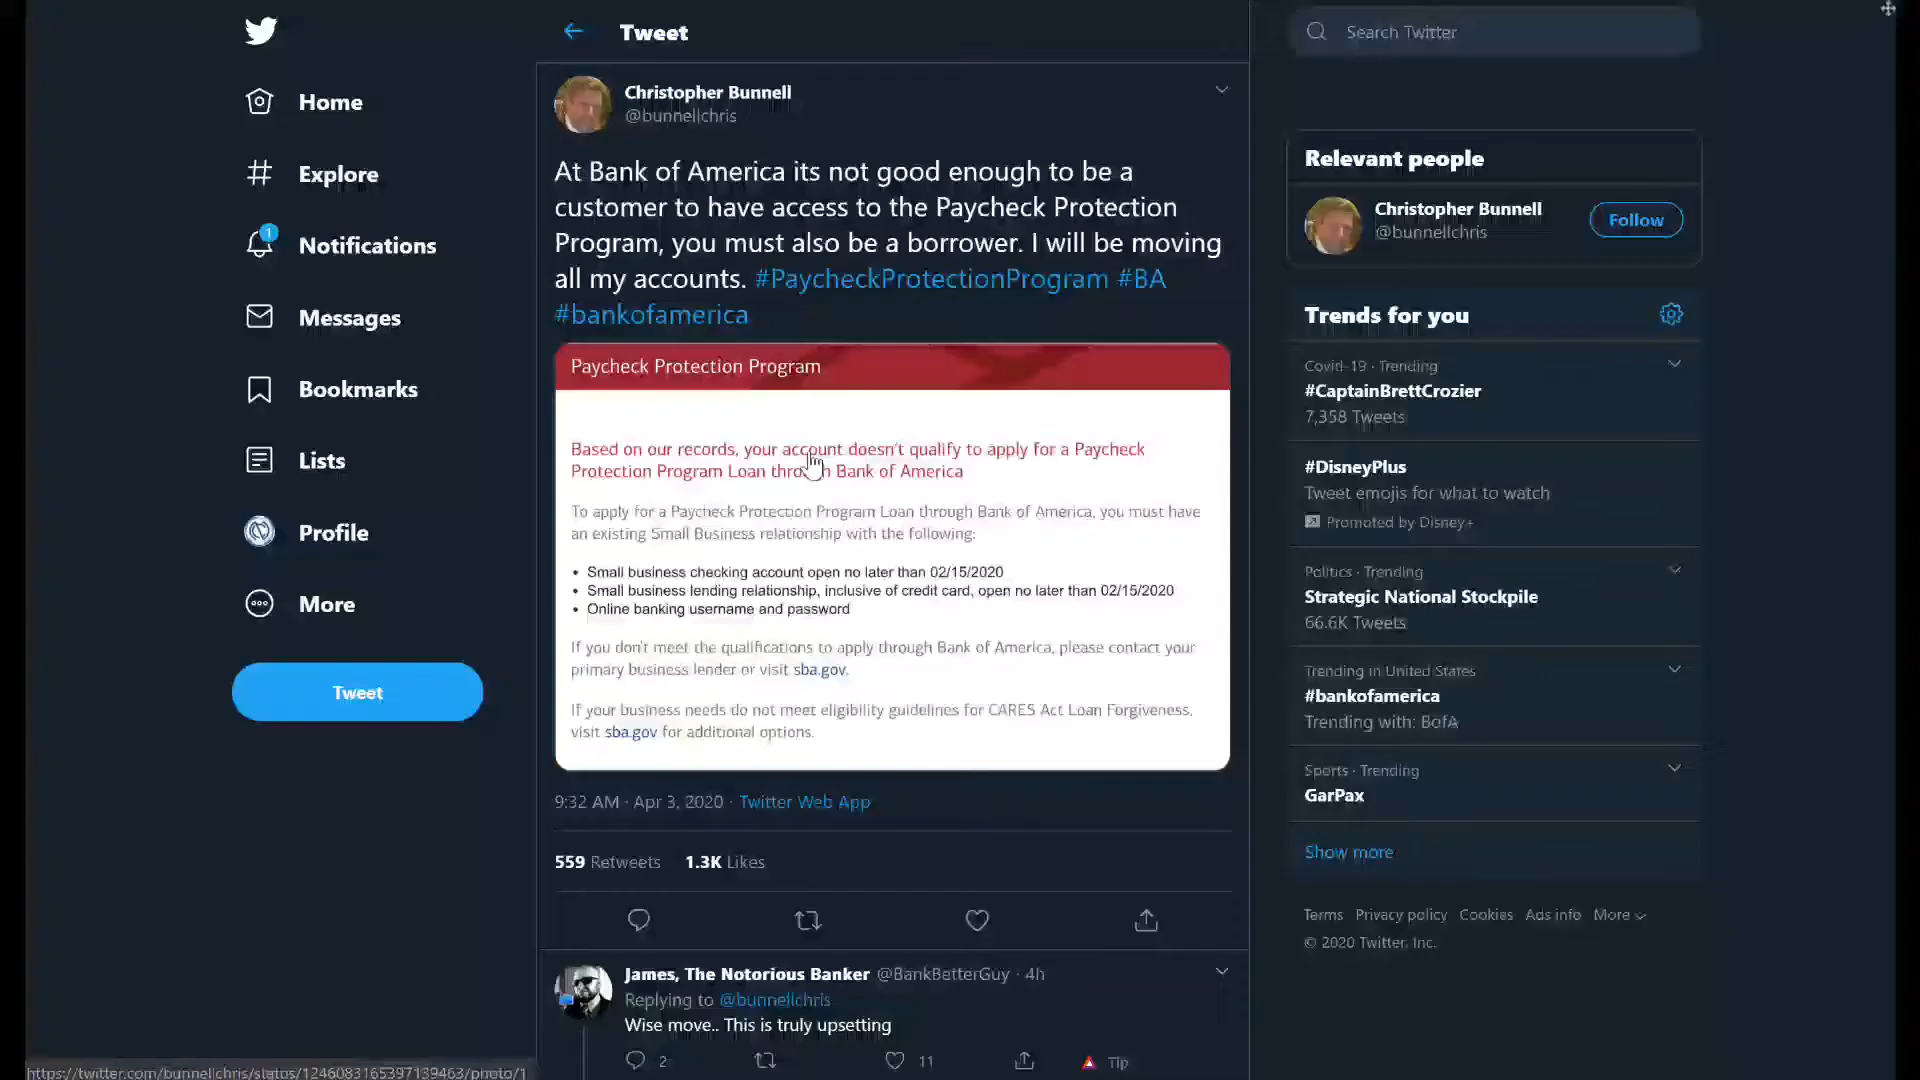 Home
Explore
1
Notifications
Messages
Bookmarks
Lists
Profile
More
Tweet
Tweet
Christopher Bunnell
@bunnellchris
At Bank of America its not good enough to be a
customer to have access to the Paycheck Protection
Program, you must also be a borrower. I will be moving
all my accounts. #PaycheckProtectionProgram #BA
#bankofamerica
Paycheck Protection Program
Based on our records, your account doesn't qualify to apply for a Paycheck
Protection Program Loan through Bank of America
To apply for a Paycheck Protection Program Loan through Bank of America, you must have
an existing Small Business relationship with the following:
• Small business checking account open no later than 02/15/2020
• Small business lending relationship, inclusive of credit card, open no later than 02/15/2020
• Online banking username and password
If you don't meet the qualifications to apply through Bank of America, please contact your
primary business lender or visit sba.gov.
If your business needs do not meet eligibility guidelines for CARES Act Loan Forgiveness,
visit sba.gov for additional options.
9:32 AM · Apr 3, 2020 · Twitter Web App
559 Retweets 1.3K Likes
James, The Notorious Banker @BankBetterGuy · 4h
Replying to @bunnellchris
Wise move.. This is truly upsetting
2 11 Tip
Search Twitter
Relevant people
Christopher Bunnell
@bunnellchris
Follow
Trends for you
Covid-19 · Trending
#CaptainBrettCrozier
7,358 Tweets
#DisneyPlus
Tweet emojis for what to watch
Promoted by Disney+
Politics · Trending
Strategic National Stockpile
66.6K Tweets
Trending in United States
#bankofamerica
Trending with: BofA
Sports · Trending
GarPax
Show more
Terms Privacy policy Cookies Ads info More
© 2020 Twitter, Inc.
https://twitter.com/bunnellchris/status/1246083165397139463/photo/1